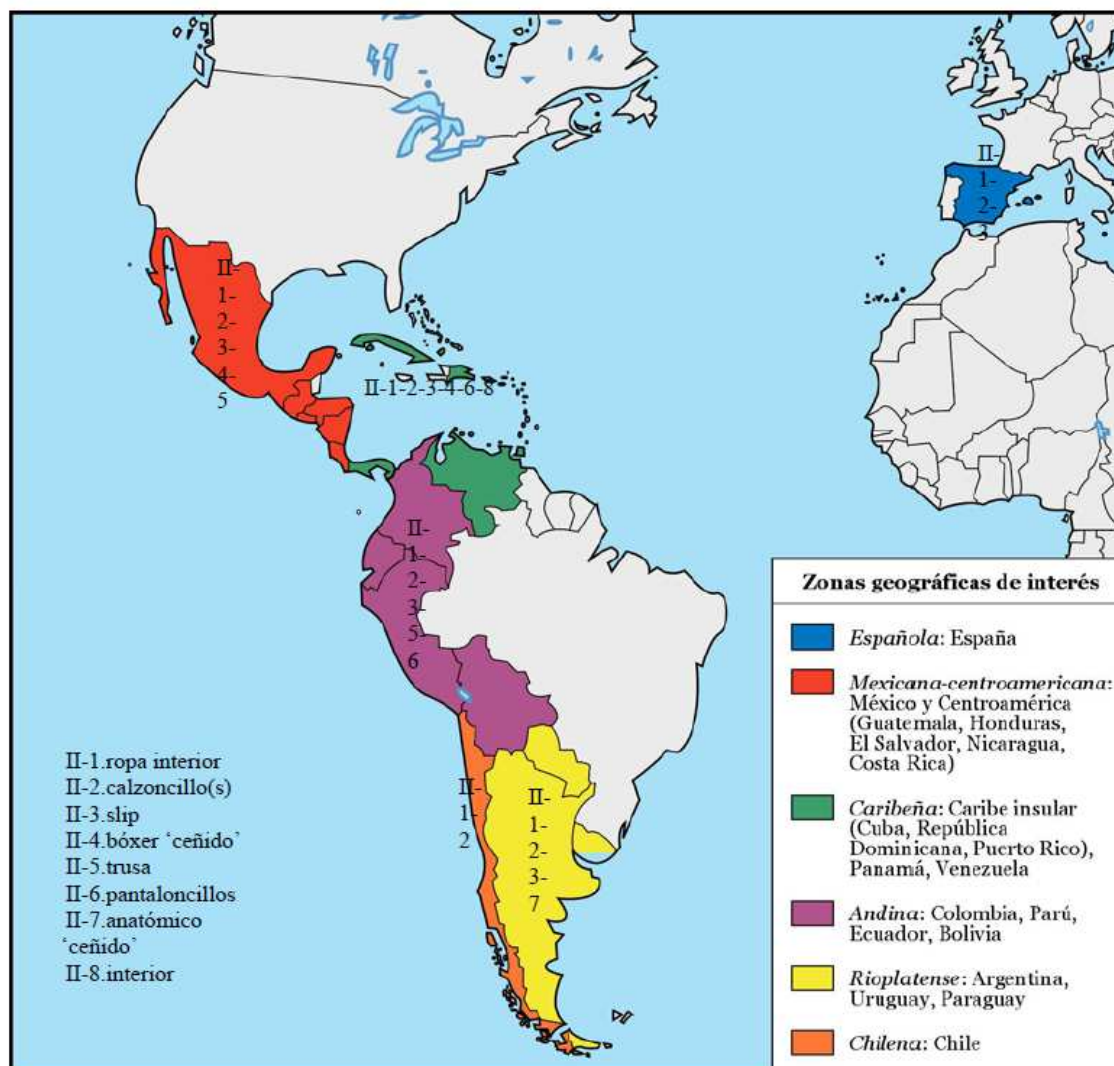 II-
1-
2-
3
II-
1-
2-
3-
4-
5
II-1-2-3-4-6-8
II-
1-
2-
3-
5-
6
II-
1-
2
II-
1-
2-
3-
7
II-1.ropa interior
II-2.calzoncillo(s)
II-3.slip
II-4.bóxer ‘ceñido’
II-5.trusa
II-6.pantaloncillos
II-7.anatómico
‘ceñido’
II-8.interior
Zonas geográficas de interés
Española: España
Mexicana-centroamericana:
México y Centroamérica
(Guatemala, Honduras,
El Salvador, Nicaragua,
Costa Rica)
Caribeña: Caribe insular
(Cuba, República
Dominicana, Puerto Rico),
Panamá, Venezuela
Andina: Colombia, Parú,
Ecuador, Bolivia
Rioplatense: Argentina,
Uruguay, Paraguay
Chilena: Chile